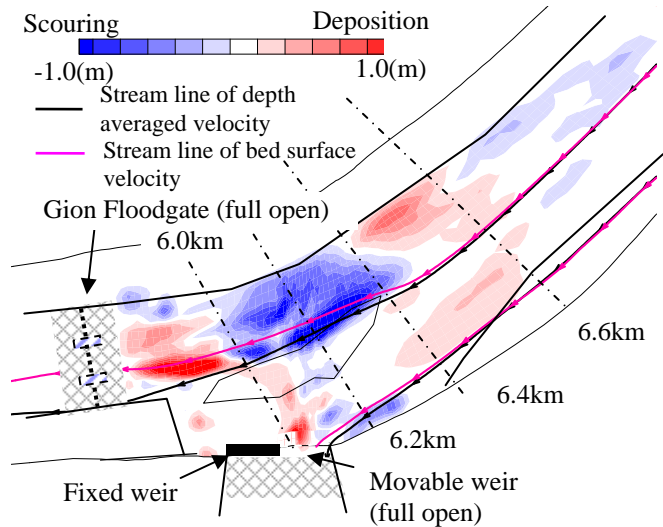 Scouring
Deposition
-1.0(m)
1.0(m)
Stream line of depth
averaged velocity
Stream line of bed surface
velocity
Gion Floodgate (full open)
6.0km
6.6km
6.4km
6.2km
Fixed weir
Movable weir
(full open)